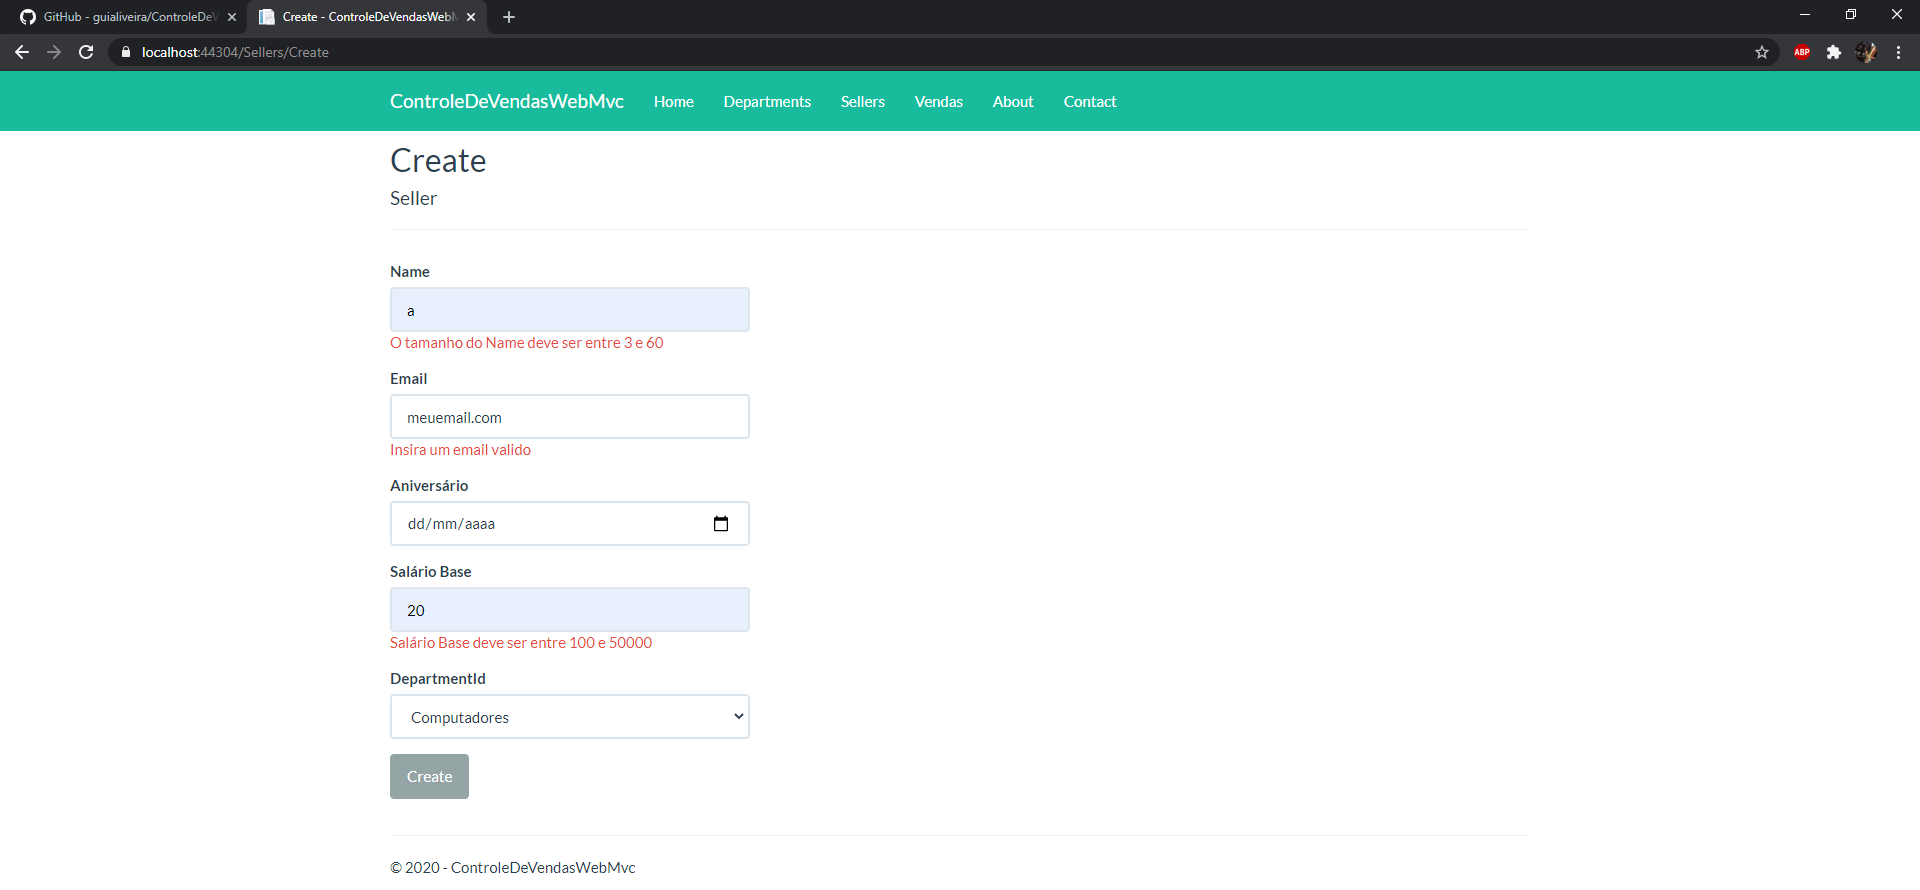 GitHub - guialiveira/ControleDeV
Create - ControleDeVendasWebM
localhost:44304/Sellers/Create
ABP
ControleDeVendasWebMvc Home Departments Sellers Vendas About Contact
Create
Seller
Name
a
O tamanho do Name deve ser entre 3 e 60
Email
meuemail.com
Insira um email valido
Aniversário
dd/mm/aaaa
Salário Base
20
Salário Base deve ser entre 100 e 50000
DepartmentId
Computadores
Create
© 2020 - ControleDeVendasWebMvc